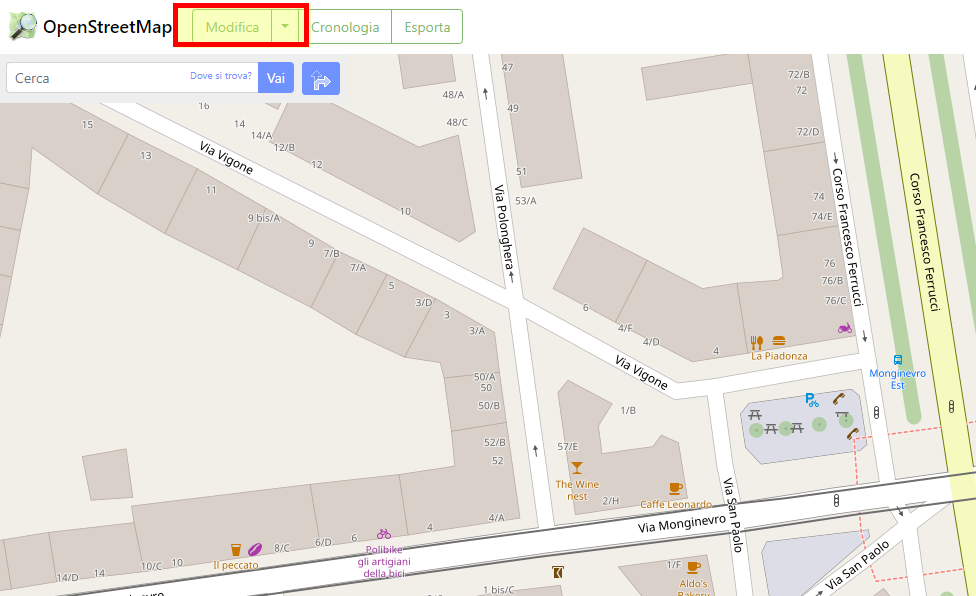 OpenStreetMap
Modifica
Cronologia
Esporta
Cerca
Dove si trova?
Vai
47
48/A
49
48/C
72/B
72
72/D
16
15
14
14/A
12/B
13
12
Via Vigone
11
10
9 bis/A
9
7/B
7/A
5
3/D
3
3/A
51
53/A
Via Polonghera
74
74/E
76
76/B
76/C
Corso Francesco Ferrucci
Corso Francesco Ferrucci
6
4/F
4/D
4
La Piadonza
Monginevro
Est
Via Vigone
50/A
50
50/B
52/B
52
1/B
57/E
The Wine
nest
2/H
Caffè Leonardo
Via San Paolo
Via Monginevro
4/A
4
6
6/D
8/C
Polibike
gli artigiani
della bici
Il peccato
10
10/C
14
14/D
1 bis/C
1/F
Aldo's
Bakery
Via San Paolo